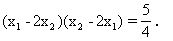 (x₁ - 2x₂)(x₂ - 2x₁) = 5/4 .